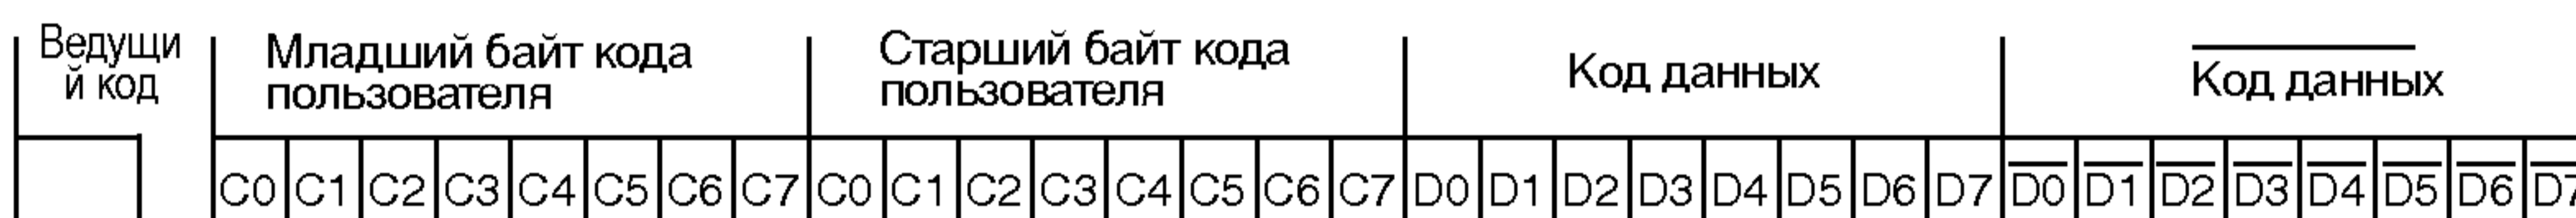 Ведущи
й код
Младший байт кода
пользователя
Старший байт кода
пользователя
Код данных
Код данных
C0 C1 C2 C3 C4 C5 C6 C7 C0 C1 C2 C3 C4 C5 C6 C7 D0 D1 D2 D3 D4 D5 D6 D7 D0 D1 D2 D3 D4 D5 D6 D7